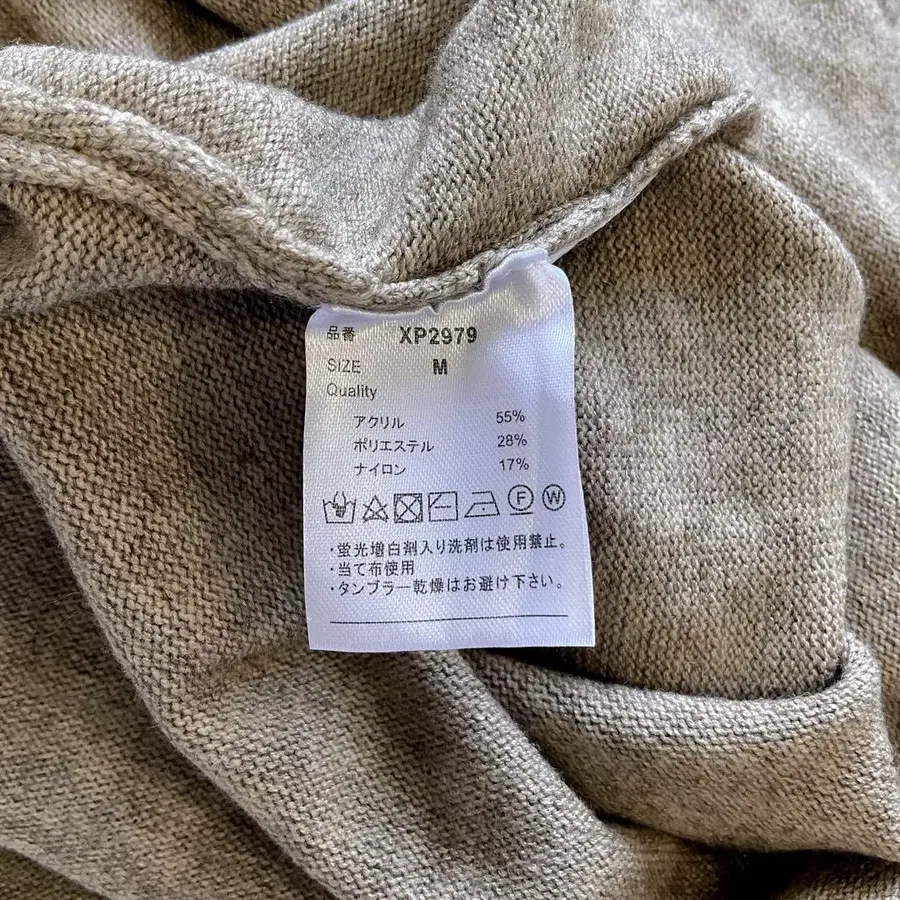 品番 XP2979
SIZE M
Quality
アクリル 55%
ポリエステル 28%
ナイロン 17%
F W
・蛍光増白剤入り洗剤は使用禁止。
・当て布使用
・タンブラー乾燥はお避け下さい。